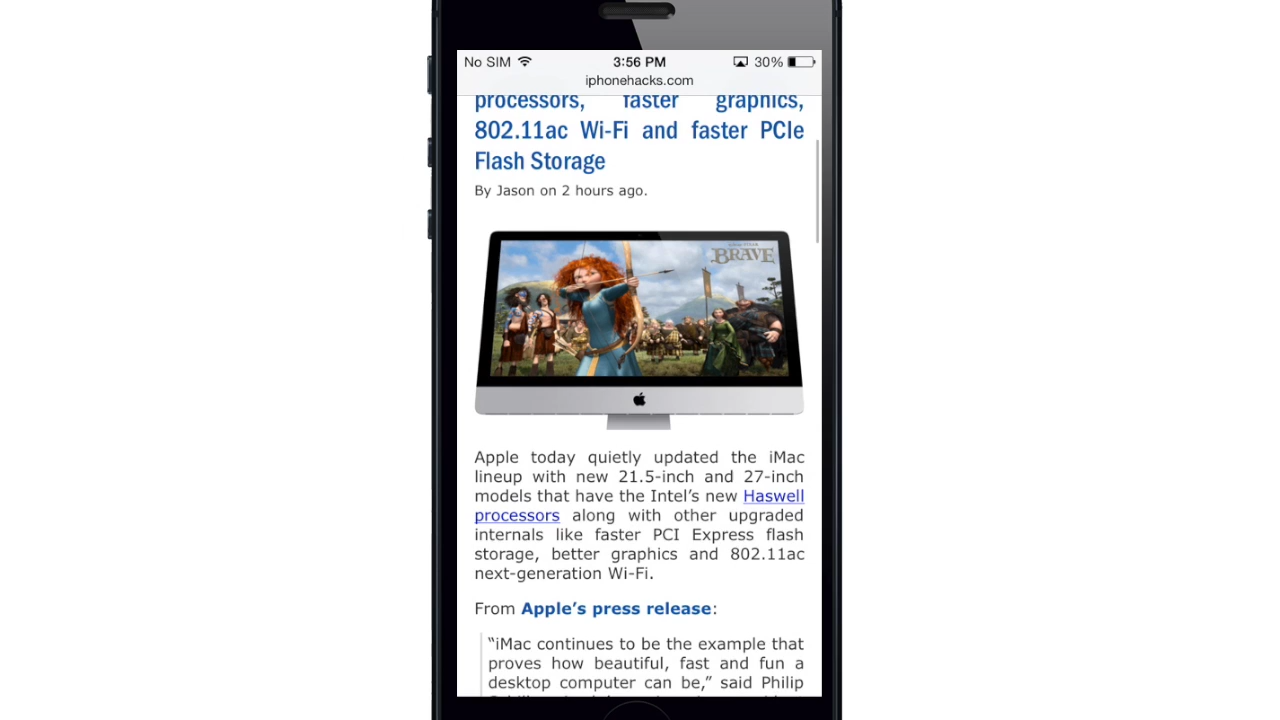 No SIM 3:56 PM 30%
iphonehacks.com
processors, faster graphics,
802.11ac Wi-Fi and faster PCIe
Flash Storage
By Jason on 2 hours ago.
BRAVE
Apple today quietly updated the iMac
lineup with new 21.5-inch and 27-inch
models that have the Intel’s new Haswell
processors along with other upgraded
internals like faster PCI Express flash
storage, better graphics and 802.11ac
next-generation Wi-Fi.
From Apple’s press release:
“iMac continues to be the example that
proves how beautiful, fast and fun a
desktop computer can be,” said Philip